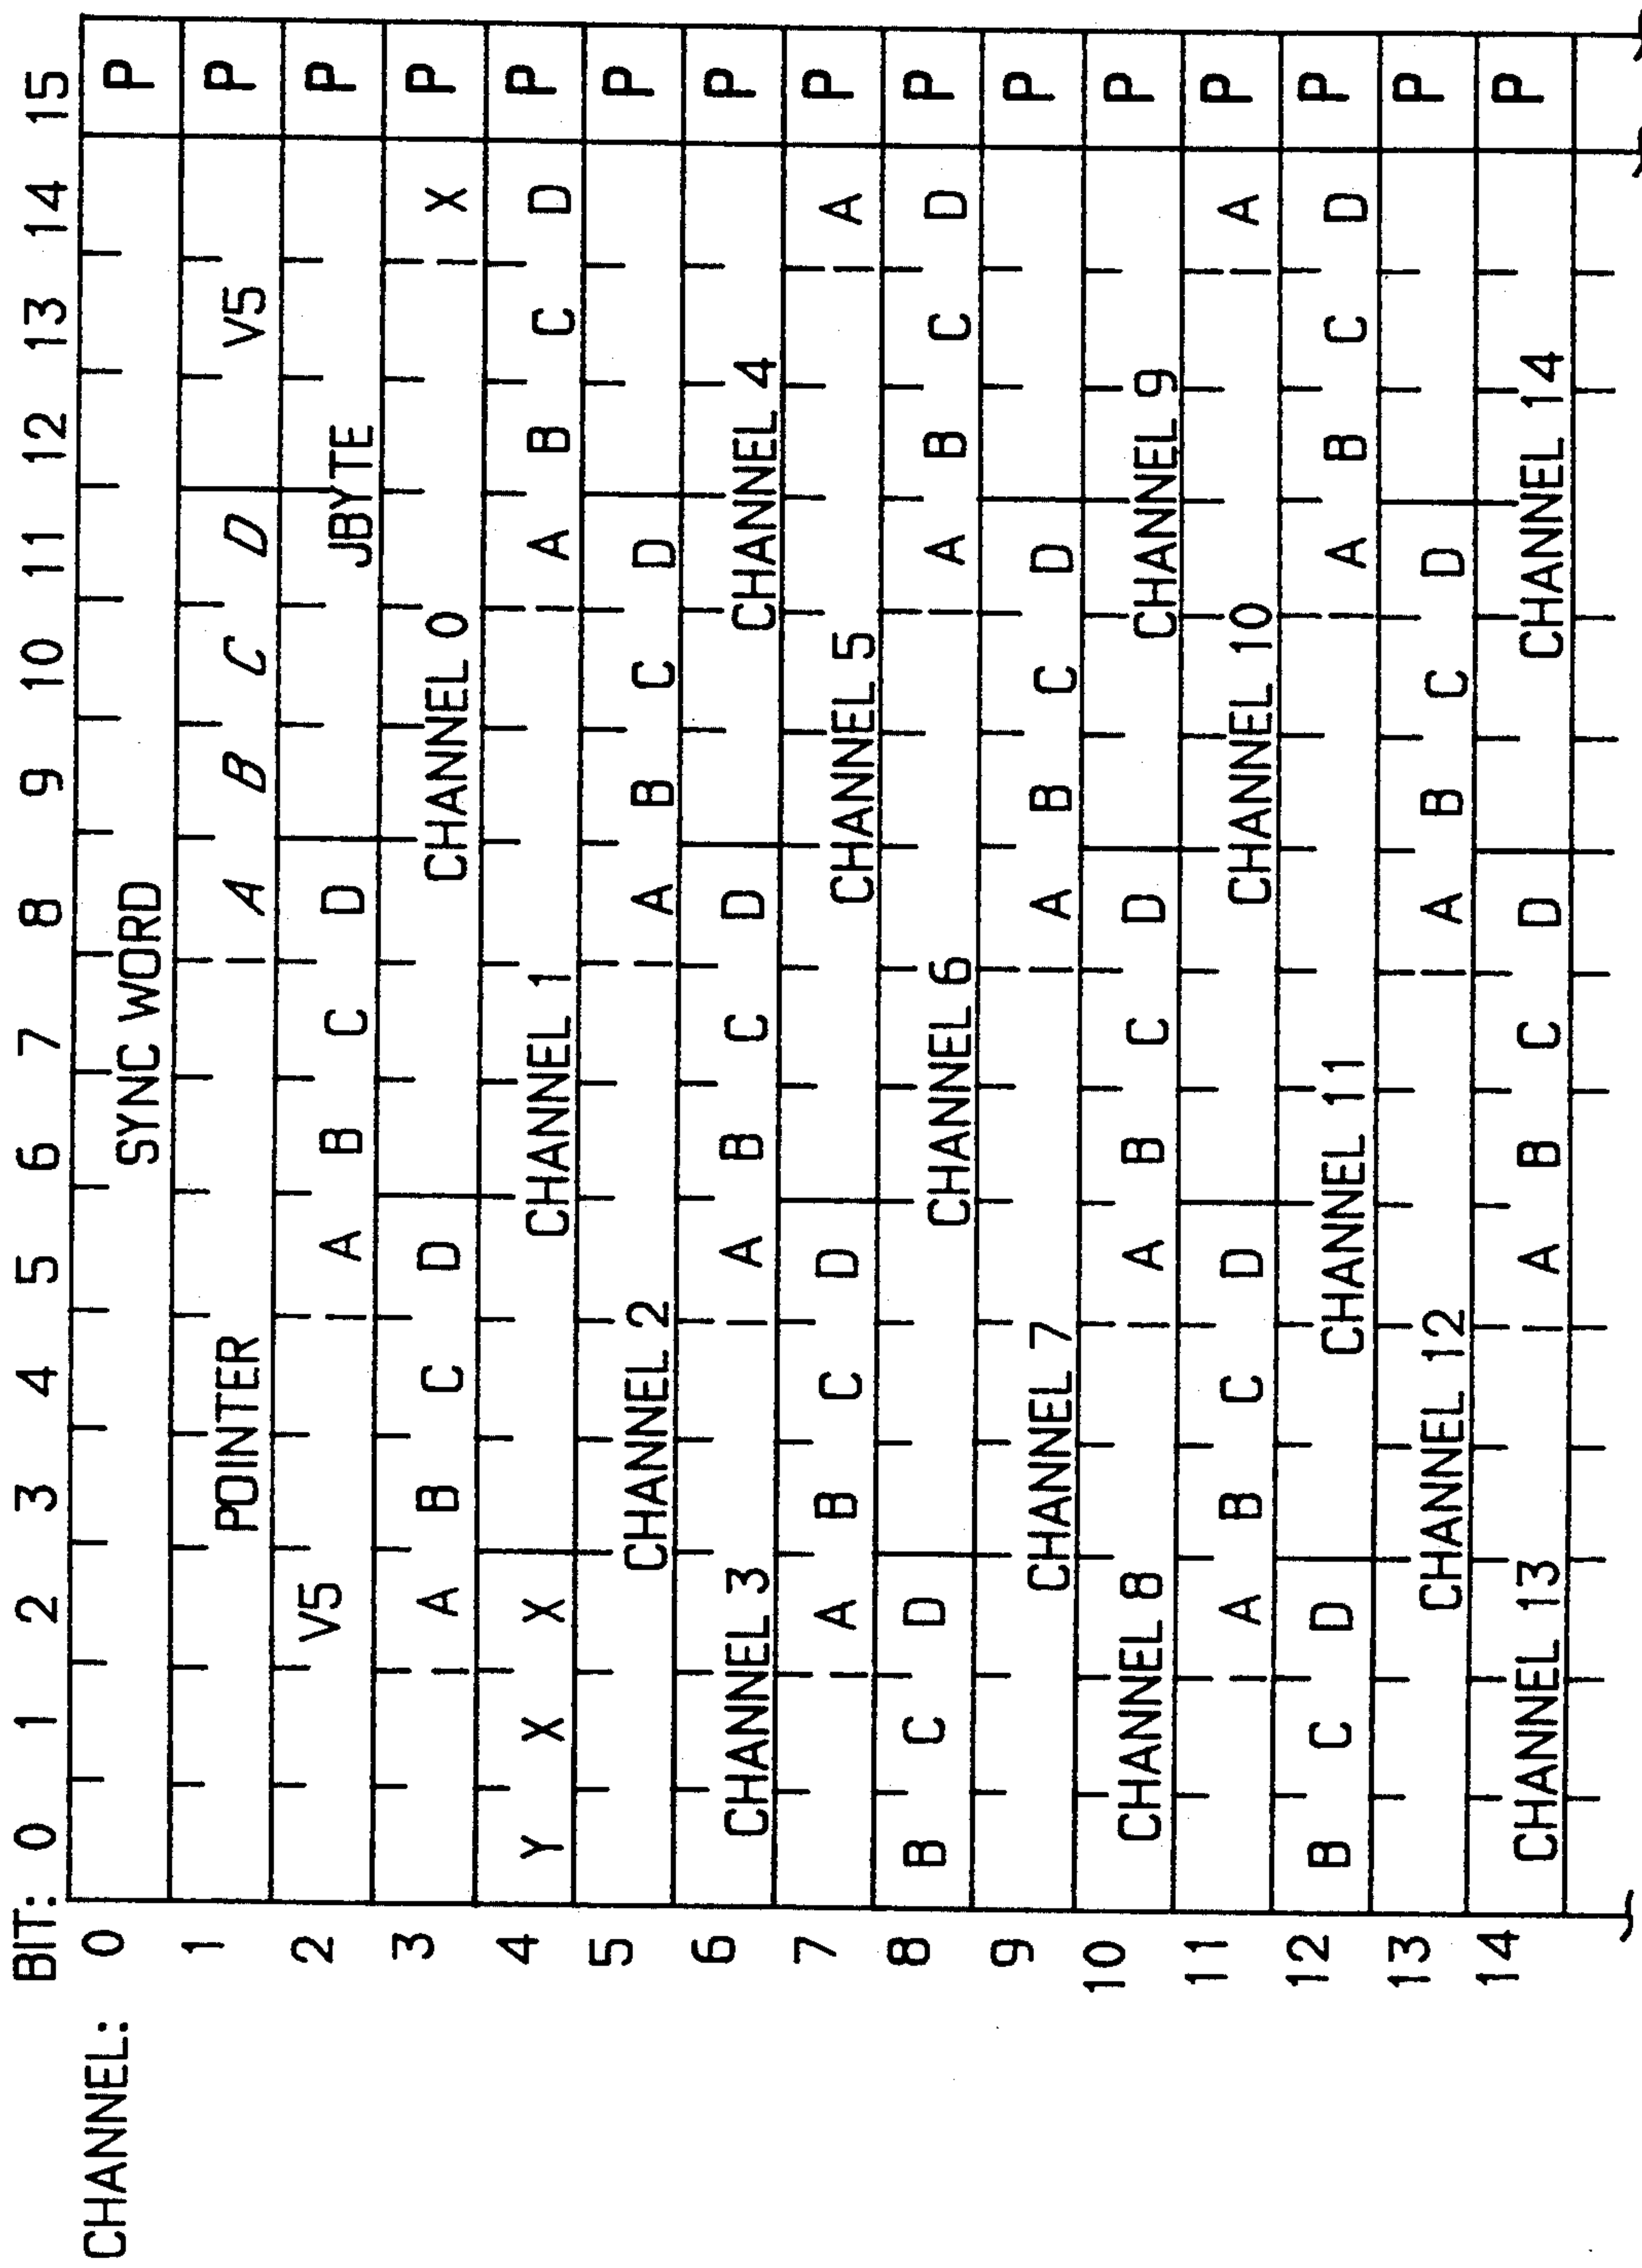 BIT: 0 1 2 3 4 5 6 7 8 9 10 11 12 13 14 15
CHANNEL:
0 SYNC WORD P
1 POINTER A B C D V5 P
2 V5 A B C D JBYTE P
3 A B C D CHANNEL 0 X P
4 Y X X CHANNEL 1 A B C D P
5 CHANNEL 2 A B C D P
6 CHANNEL 3 A B C D CHANNEL 4 P
7 A B C D CHANNEL 5 A P
8 B C D CHANNEL 6 A B C D P
9 CHANNEL 7 A B C D P
10 CHANNEL 8 A B C D CHANNEL 9 P
11 A B C D CHANNEL 10 A P
12 B C D CHANNEL 11 A B C D P
13 CHANNEL 12 A B C D P
14 CHANNEL 13 A B C D CHANNEL 14 P